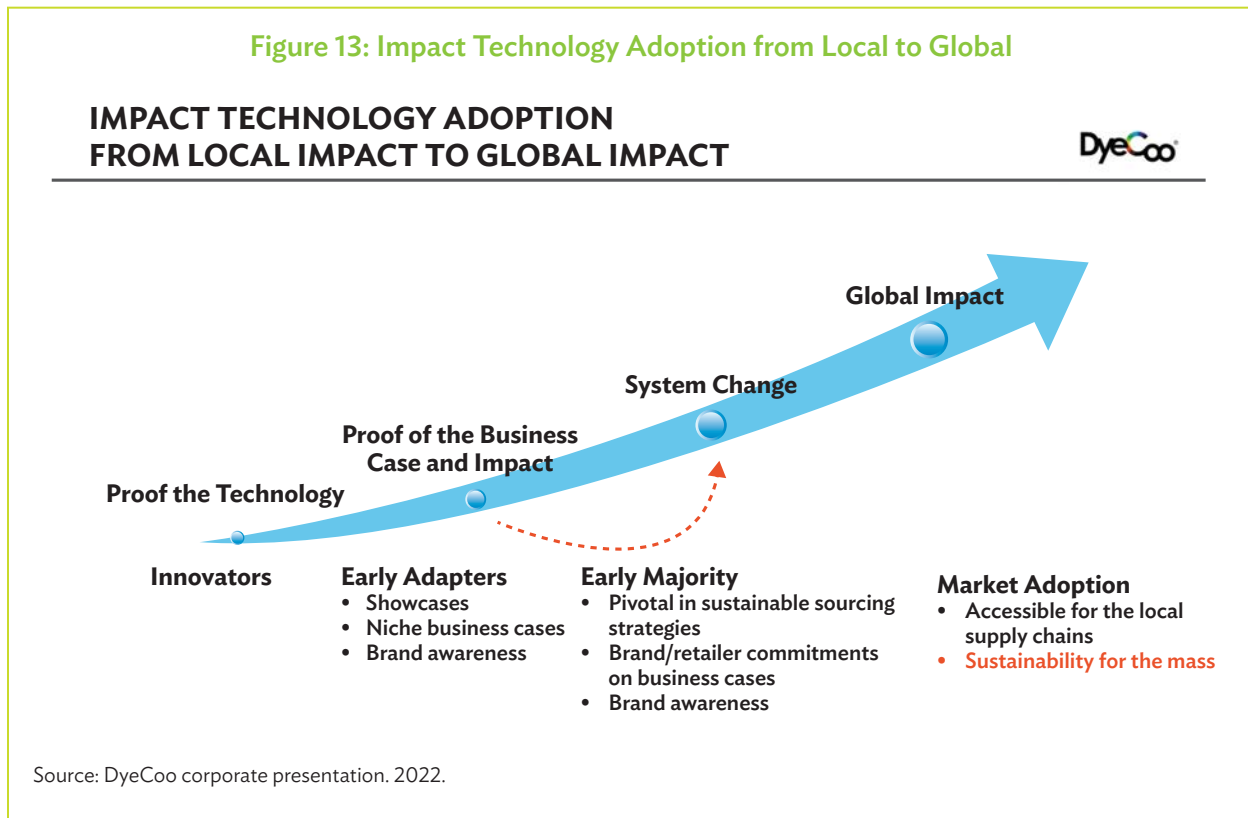 Figure 13: Impact Technology Adoption from Local to Global
IMPACT TECHNOLOGY ADOPTION
FROM LOCAL IMPACT TO GLOBAL IMPACT
DyeCoo®
Global Impact
System Change
Proof of the Business
Case and Impact
Proof the Technology
Innovators
Early Adapters
• Showcases
• Niche business cases
• Brand awareness
Early Majority
• Pivotal in sustainable sourcing
strategies
• Brand/retailer commitments
on business cases
• Brand awareness
Market Adoption
• Accessible for the local
supply chains
• Sustainability for the mass
Source: DyeCoo corporate presentation. 2022.